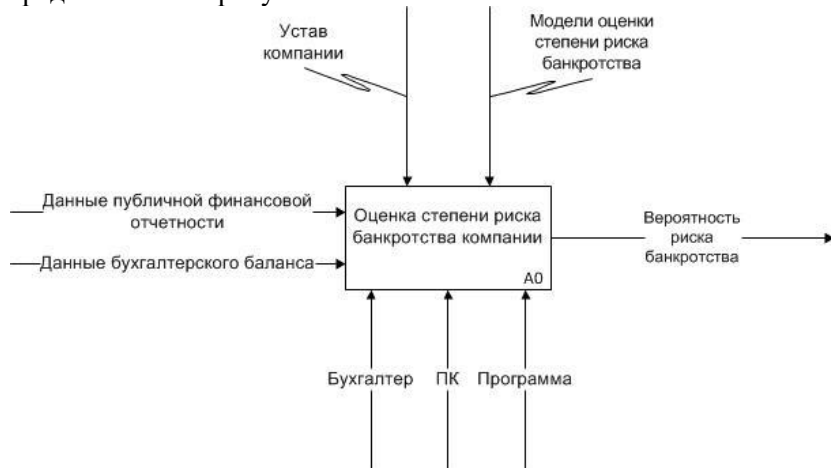 Устав
компании
Модели оценки
степени риска
банкротства
Данные публичной финансовой
отчетности
Данные бухгалтерского баланса
Оценка степени риска
банкротства компании
A0
Вероятность
риска
банкротства
Бухгалтер
ПК
Программа